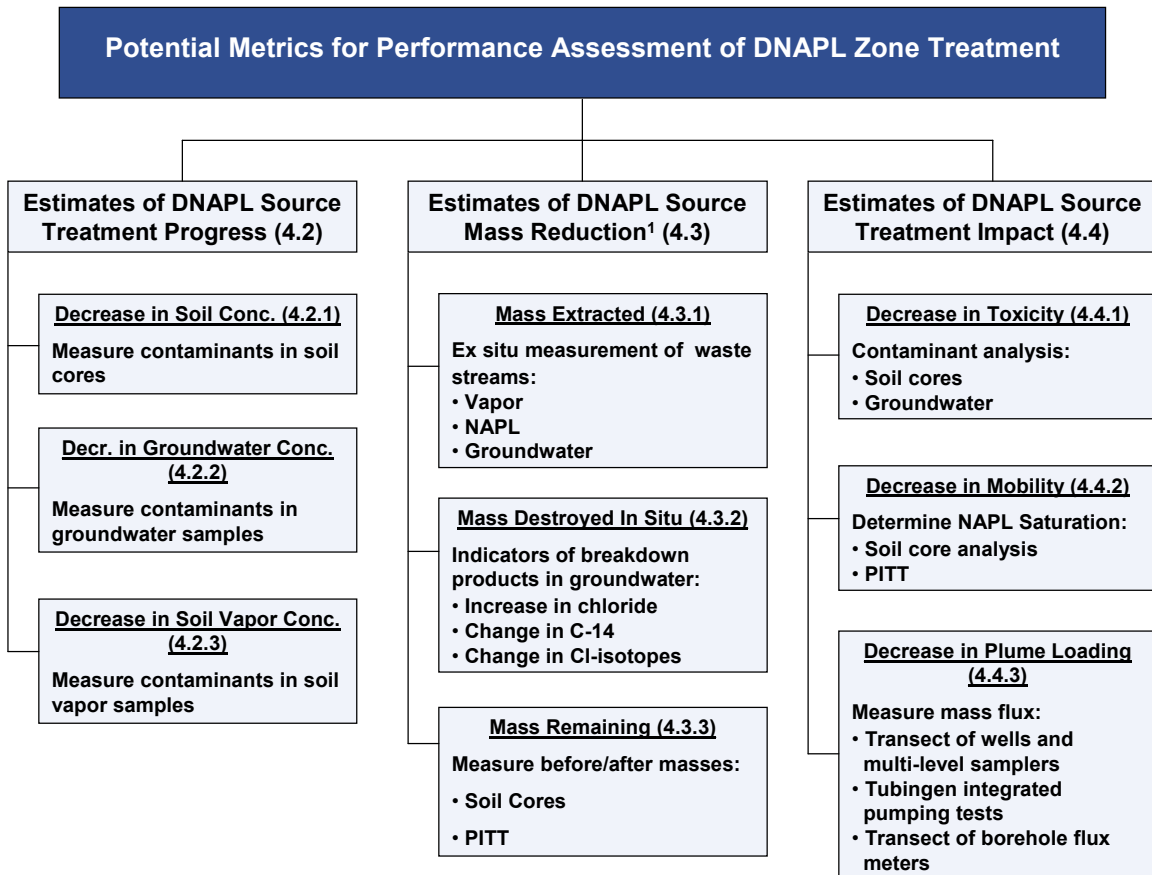 Potential Metrics for Performance Assessment of DNAPL Zone Treatment
Estimates of DNAPL Source
Treatment Progress (4.2)
Decrease in Soil Conc. (4.2.1)
Measure contaminants in soil
cores
Decr. in Groundwater Conc.
(4.2.2)
Measure contaminants in
groundwater samples
Decrease in Soil Vapor Conc.
(4.2.3)
Measure contaminants in soil
vapor samples
Estimates of DNAPL Source
Mass Reduction¹ (4.3)
Mass Extracted (4.3.1)
Ex situ measurement of waste
streams:
• Vapor
• NAPL
• Groundwater
Mass Destroyed In Situ (4.3.2)
Indicators of breakdown
products in groundwater:
• Increase in chloride
• Change in C-14
• Change in Cl-isotopes
Mass Remaining (4.3.3)
Measure before/after masses:
• Soil Cores
• PITT
Estimates of DNAPL Source
Treatment Impact (4.4)
Decrease in Toxicity (4.4.1)
Contaminant analysis:
• Soil cores
• Groundwater
Decrease in Mobility (4.4.2)
Determine NAPL Saturation:
• Soil core analysis
• PITT
Decrease in Plume Loading
(4.4.3)
Measure mass flux:
• Transect of wells and
multi-level samplers
• Tubingen integrated
pumping tests
• Transect of borehole flux
meters